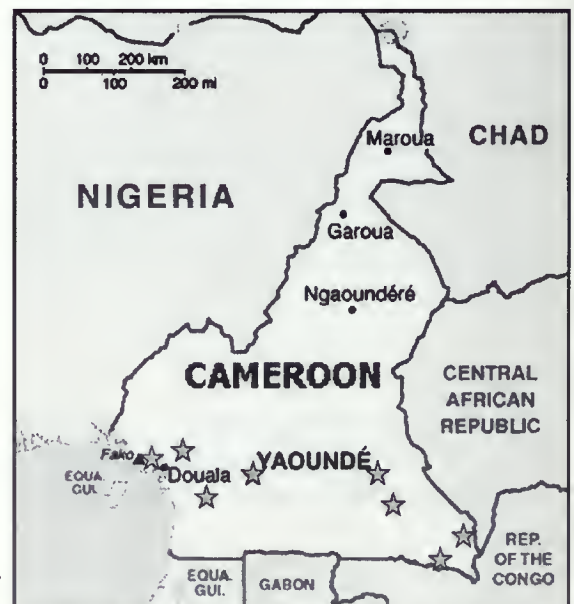 0 100 200 km
0 100 200 mi
Maroua
CHAD
NIGERIA
Garoua
Ngaoundéré
CAMEROON
CENTRAL
AFRICAN
REPUBLIC
Fako
YAOUNDÉ
Douala
EQUA.
GUI.
REP.
OF THE
CONGO
EQUA.
GUI.
GABON